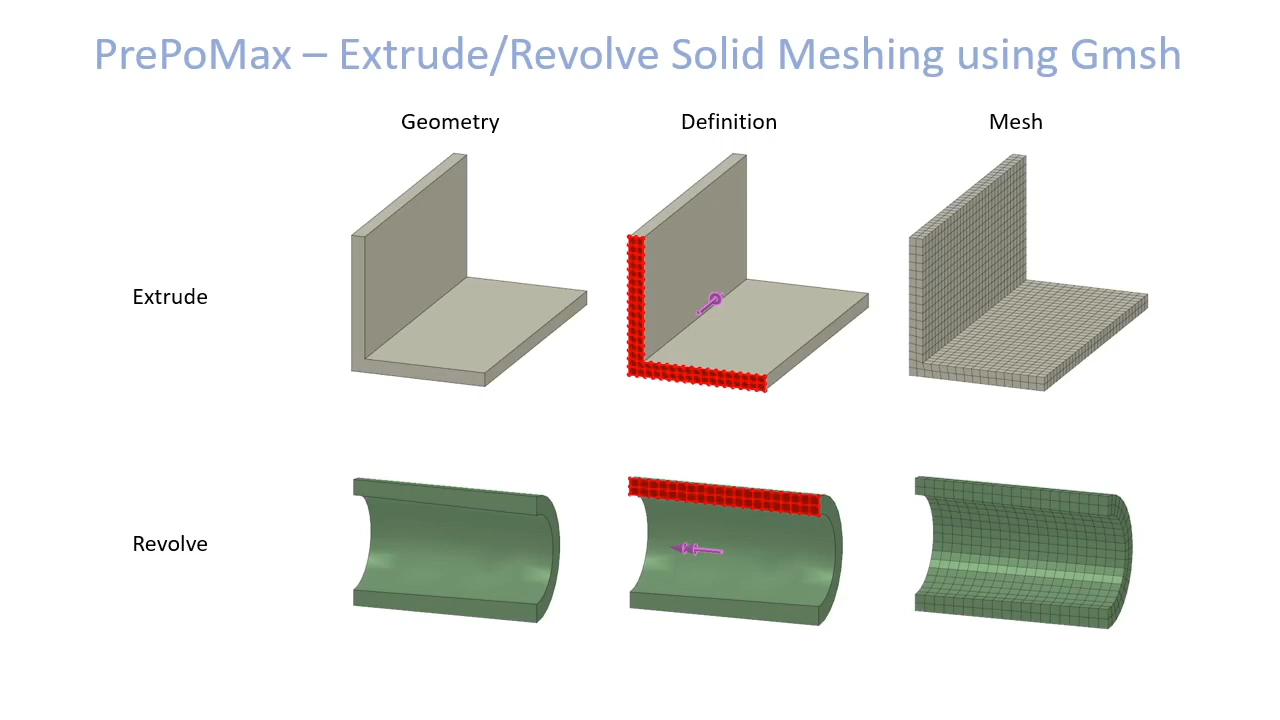 PrePoMax – Extrude/Revolve Solid Meshing using Gmsh
Geometry Definition Mesh
Extrude
Revolve